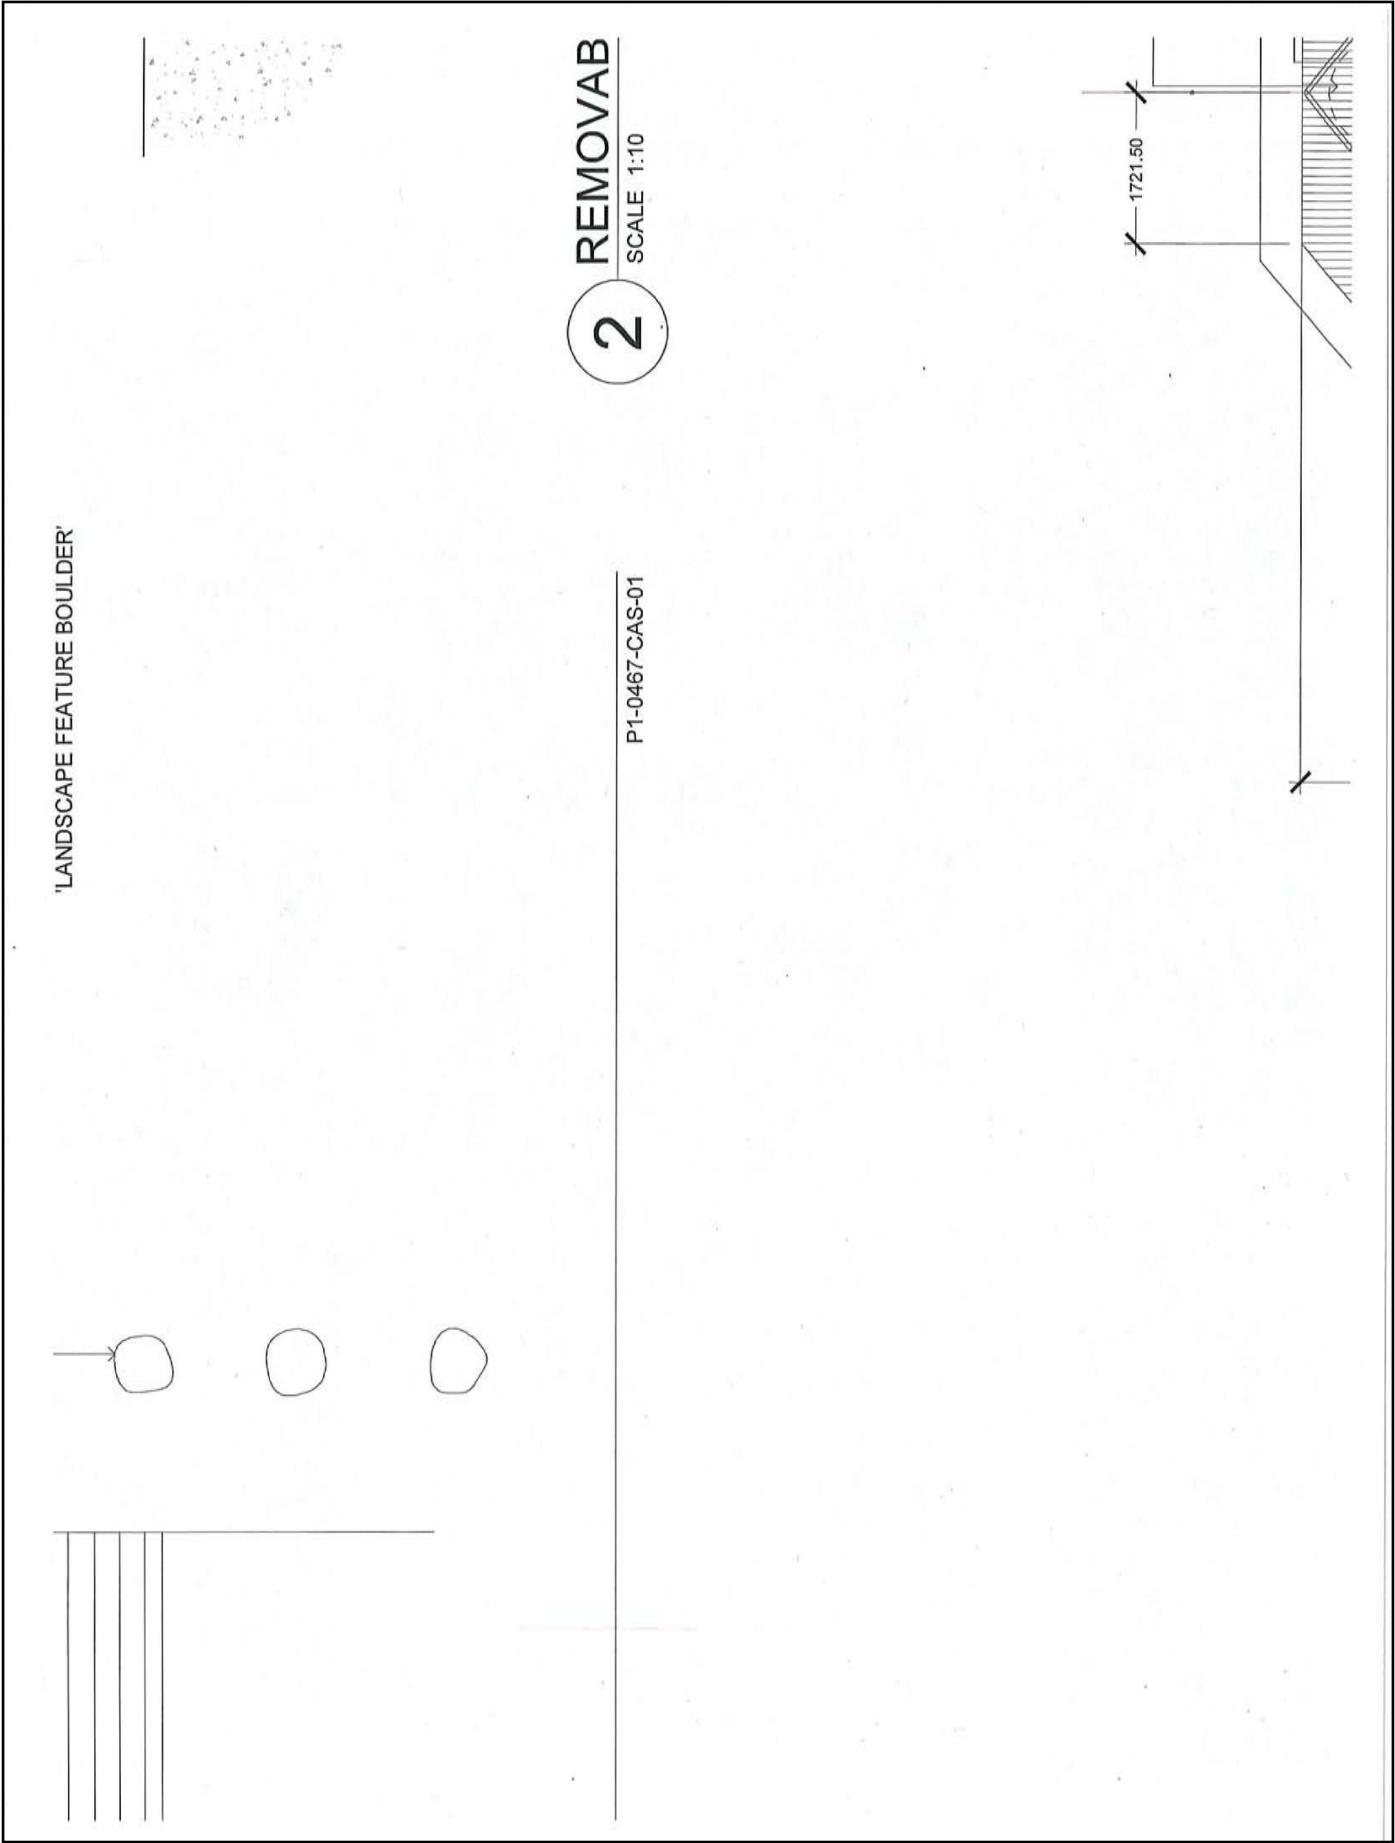 'LANDSCAPE FEATURE BOULDER'
P1-0467-CAS-01
2
REMOVAB
SCALE 1:10
1721.50